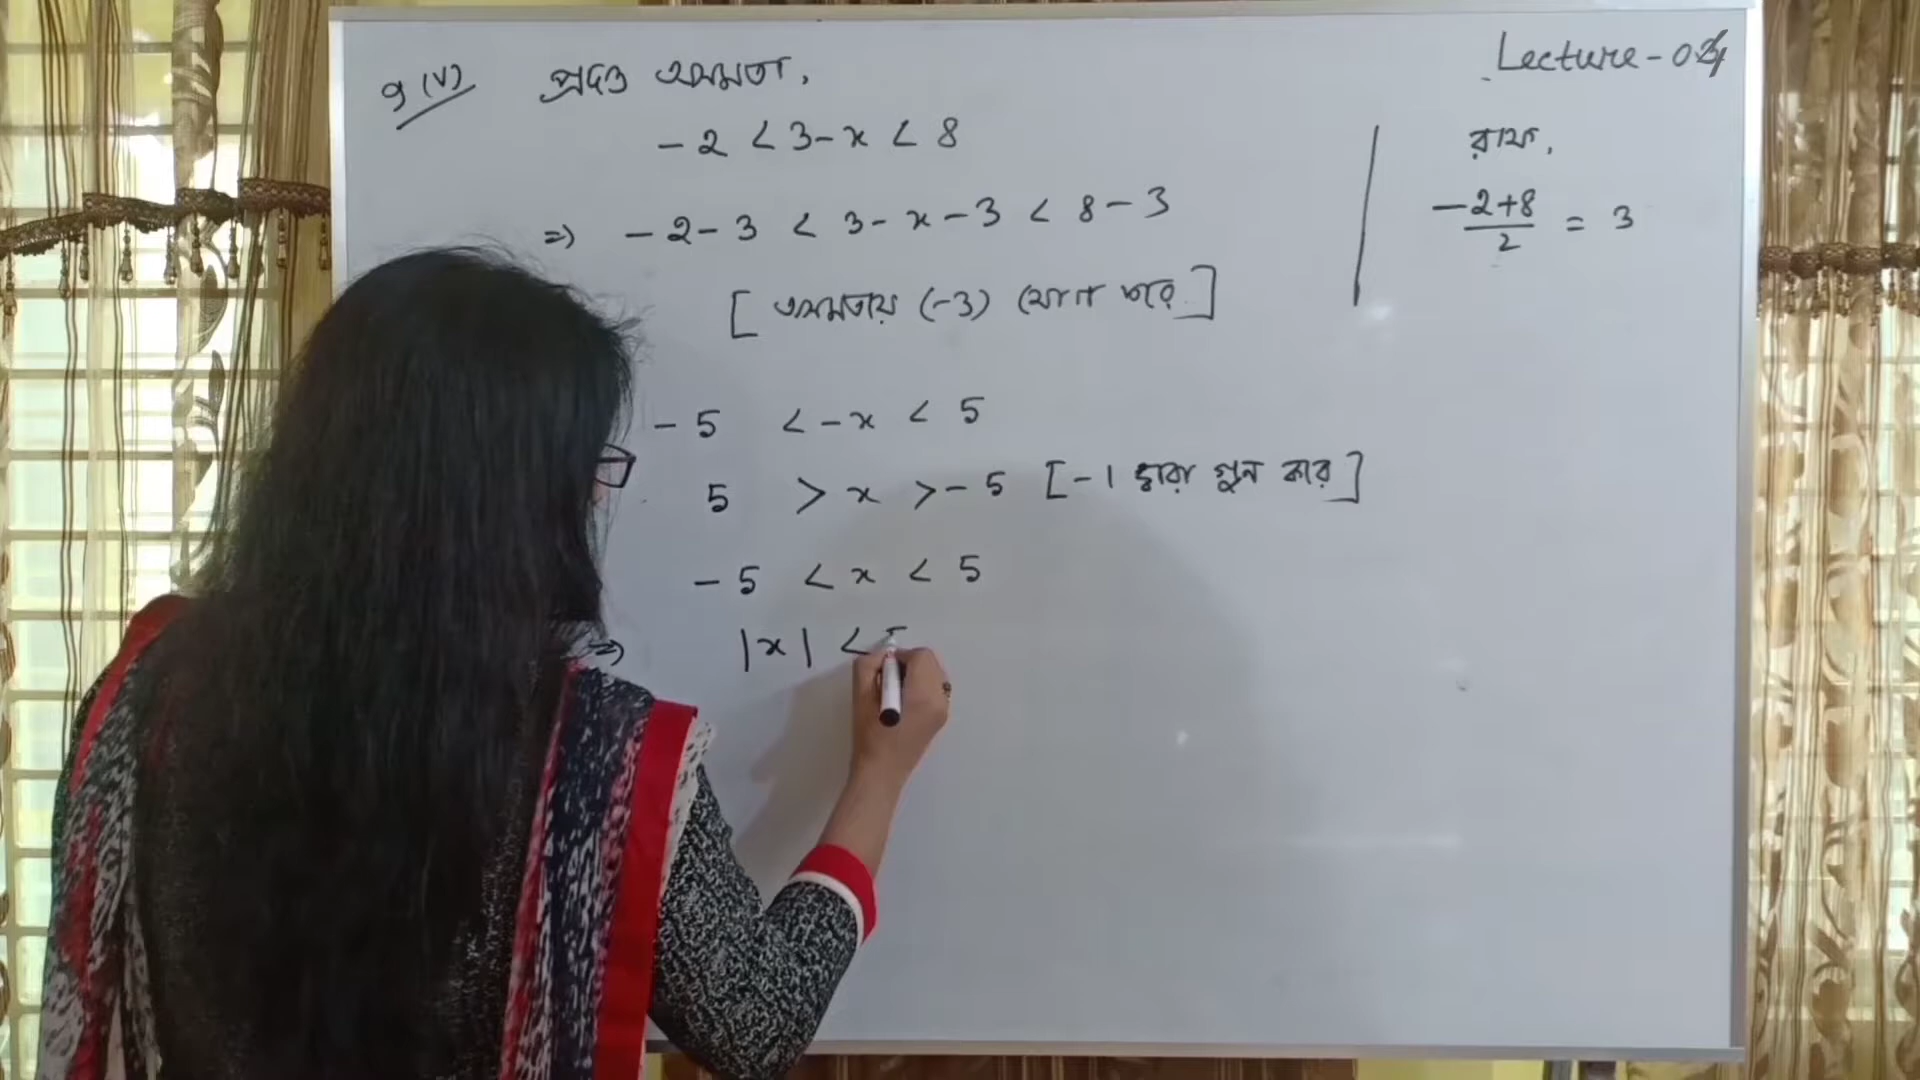 Lecture - 04
9 (V) প্রদত্ত অসমতা,
- 2 < 3 - x < 8
=> - 2 - 3 < 3 - x - 3 < 8 - 3
[ অসমতায় (-3) যোগ করে ]
- 5 < - x < 5
5 > x > - 5 [ -1 দ্বারা গুন করে ]
- 5 < x < 5
=> |x| < 5
রাফ,
\frac{-2+8}{2} = 3